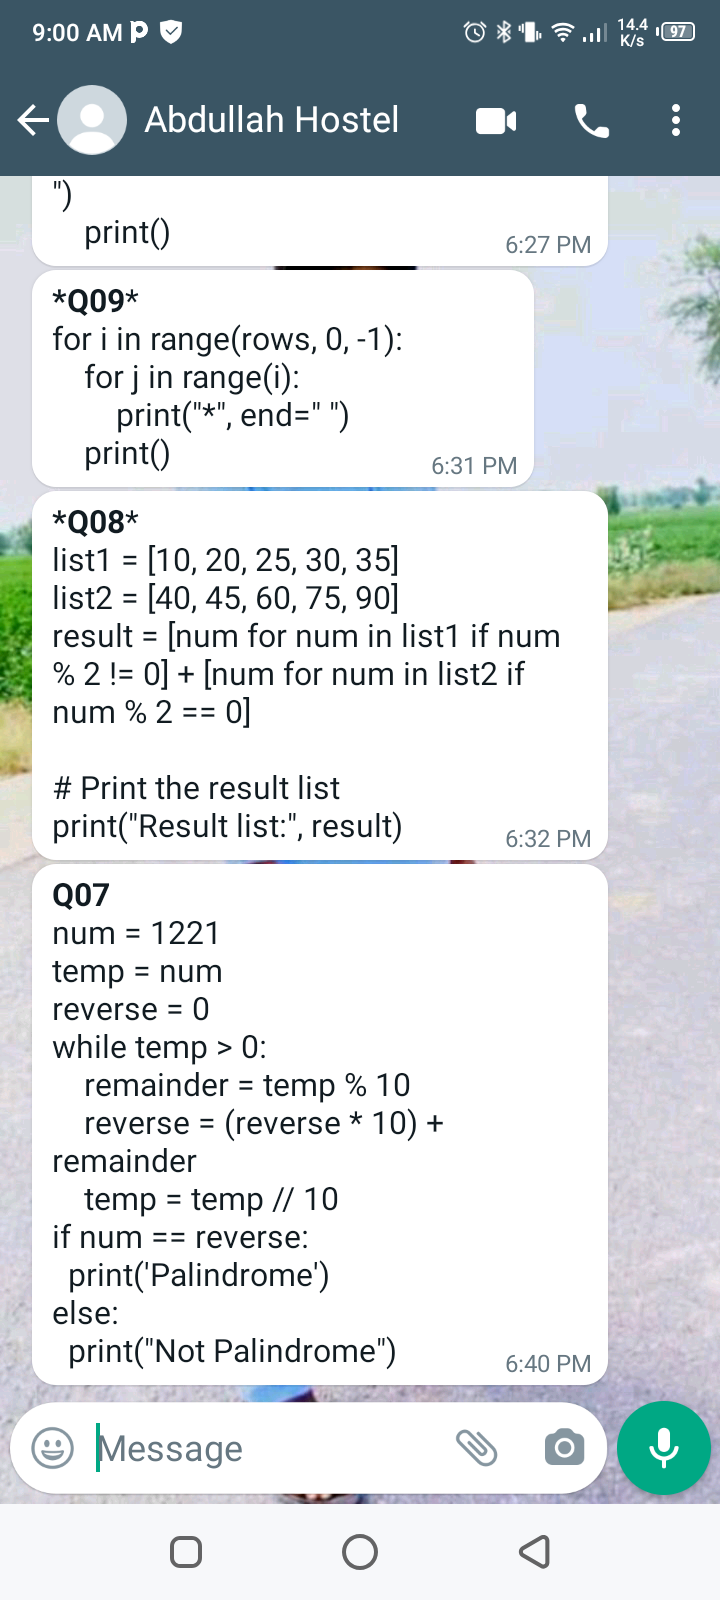 9:00 AM
14.4
K/s
97
Abdullah Hostel
")
    print()
6:27 PM
*Q09*
for i in range(rows, 0, -1):
    for j in range(i):
        print("*", end=" ")
    print()
6:31 PM
*Q08*
list1 = [10, 20, 25, 30, 35]
list2 = [40, 45, 60, 75, 90]
result = [num for num in list1 if num
% 2 != 0] + [num for num in list2 if
num % 2 == 0]

# Print the result list
print("Result list:", result)
6:32 PM
Q07
num = 1221
temp = num
reverse = 0
while temp > 0:
    remainder = temp % 10
    reverse = (reverse * 10) +
remainder
    temp = temp // 10
if num == reverse:
  print('Palindrome')
else:
  print("Not Palindrome")
6:40 PM
Message